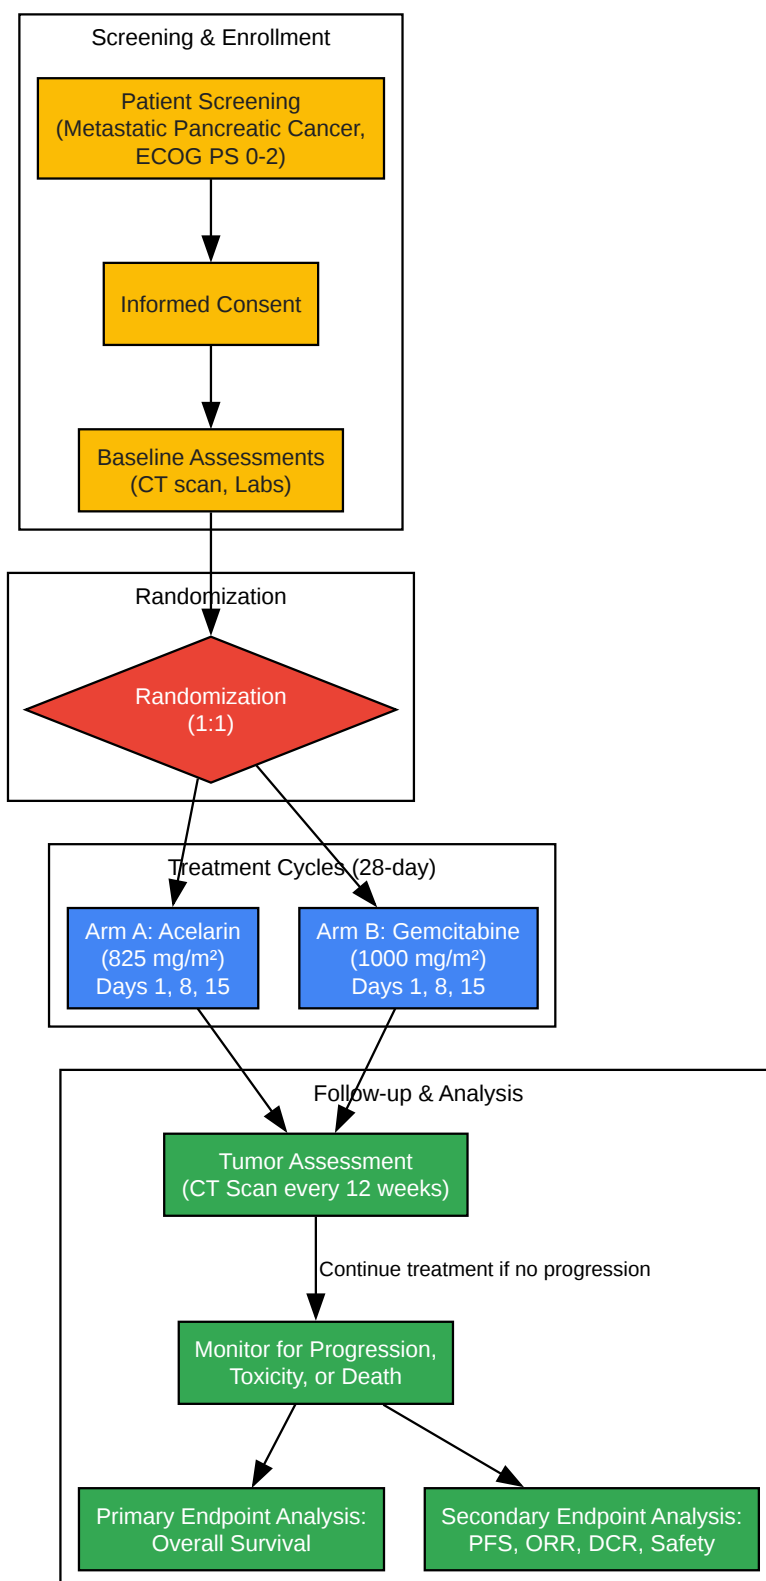 Screening & Enrollment
Patient Screening
(Metastatic Pancreatic Cancer,
ECOG PS 0-2)
Informed Consent
Baseline Assessments
(CT scan, Labs)
Randomization
Randomization
(1:1)
Treatment Cycles (28-day)
Arm A: Acelarin
(825 mg/m²)
Days 1, 8, 15
Arm B: Gemcitabine
(1000 mg/m²)
Days 1, 8, 15
Follow-up & Analysis
Tumor Assessment
(CT Scan every 12 weeks)
Continue treatment if no progression
Monitor for Progression,
Toxicity, or Death
Primary Endpoint Analysis:
Overall Survival
Secondary Endpoint Analysis:
PFS, ORR, DCR, Safety